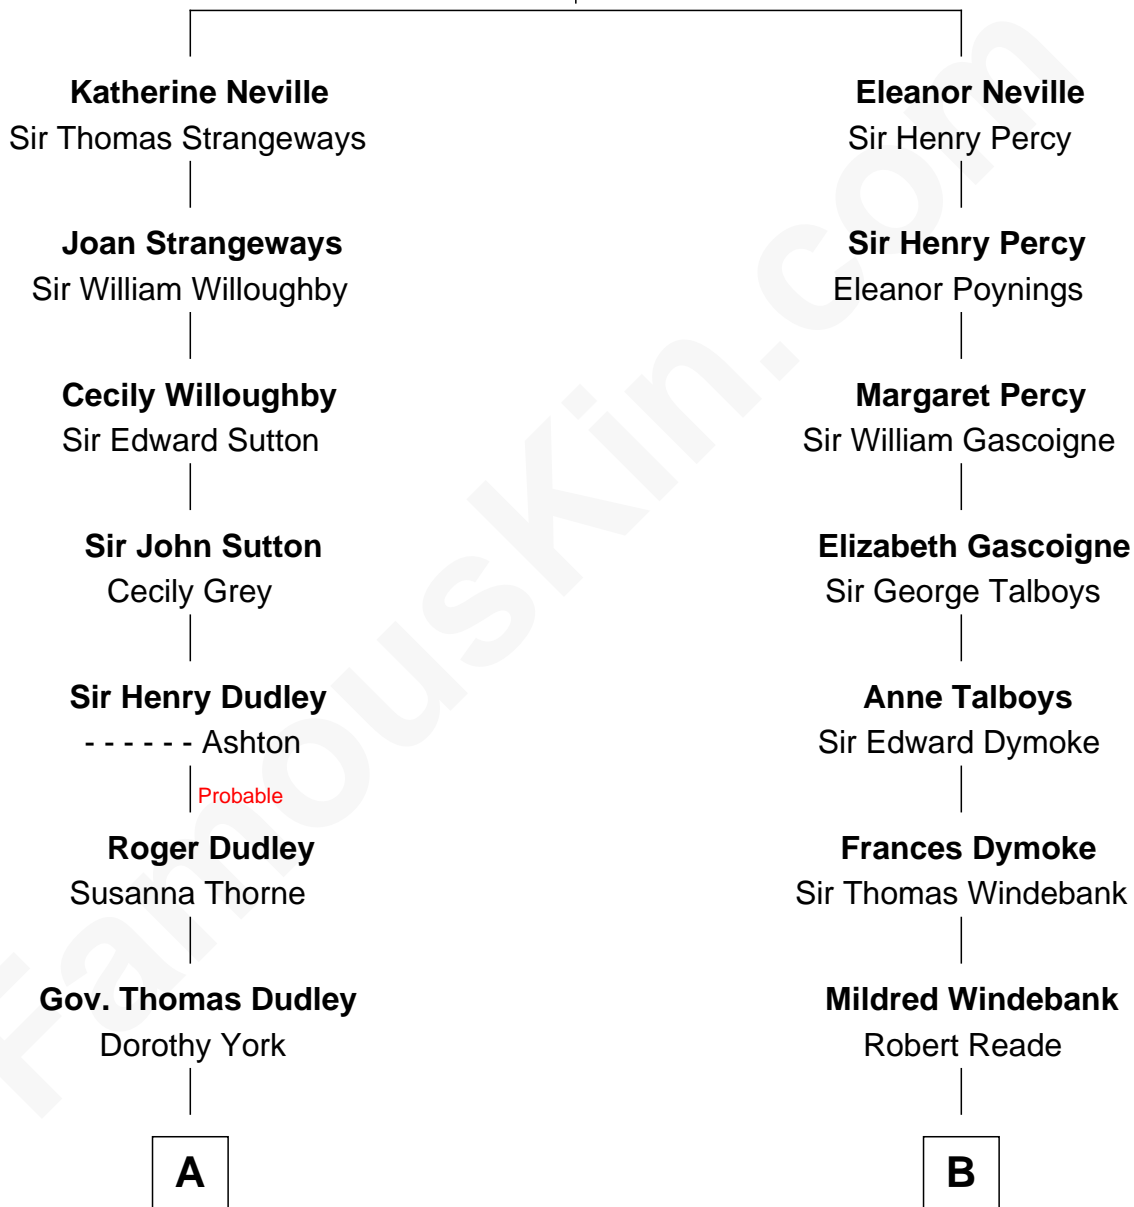 Katherine Neville
Sir Thomas Strangeways
Eleanor Neville
Sir Henry Percy
Joan Strangeways
Sir William Willoughby
Sir Henry Percy
Eleanor Poynings
Cecily Willoughby
Sir Edward Sutton
Margaret Percy
Sir William Gascoigne
Sir John Sutton
Cecily Grey
Elizabeth Gascoigne
Sir George Talboys
Sir Henry Dudley
- - - - - - Ashton
Anne Talboys
Sir Edward Dymoke
Probable
Roger Dudley
Susanna Thorne
Frances Dymoke
Sir Thomas Windebank
Gov. Thomas Dudley
Dorothy York
Mildred Windebank
Robert Reade
A
B
FamousKin.com